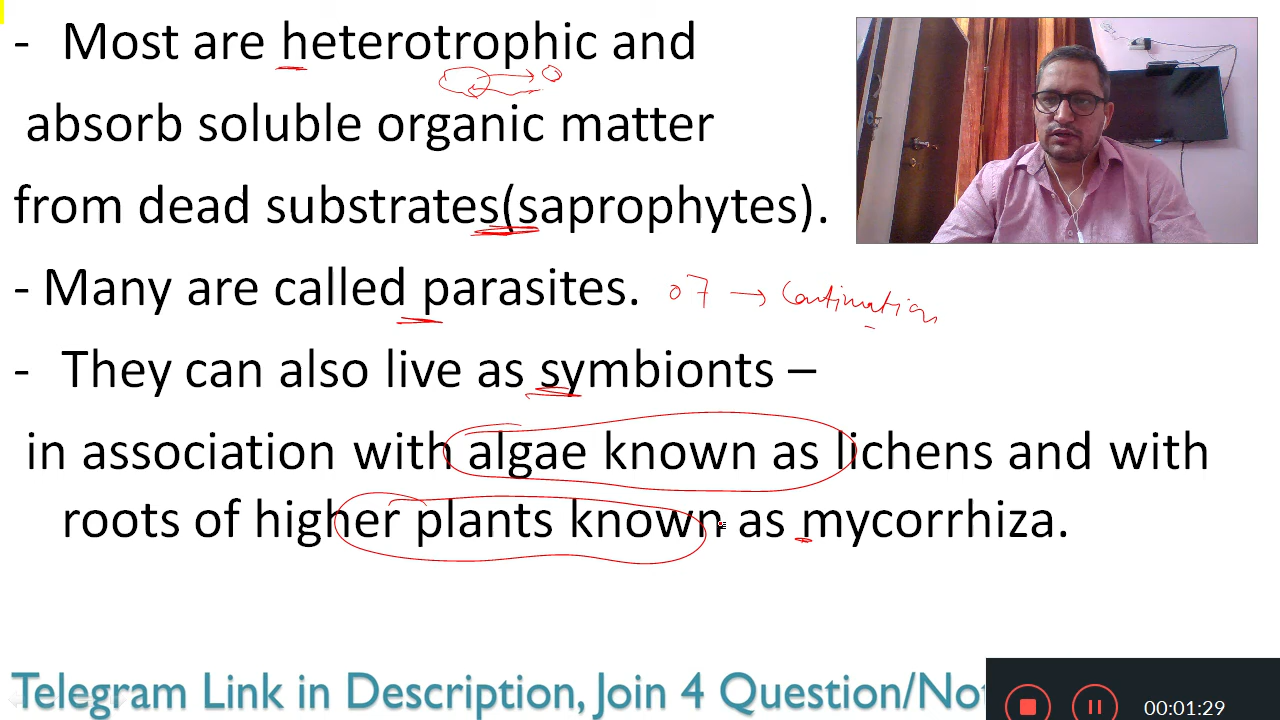 - Most are heterotrophic and
absorb soluble organic matter
from dead substrates(saprophytes).
- Many are called parasites. 07 → Continuation
- They can also live as symbionts –
in association with algae known as lichens and with
roots of higher plants known as mycorrhiza.
Telegram Link in Description, Join 4 Question/Not
00:01:29